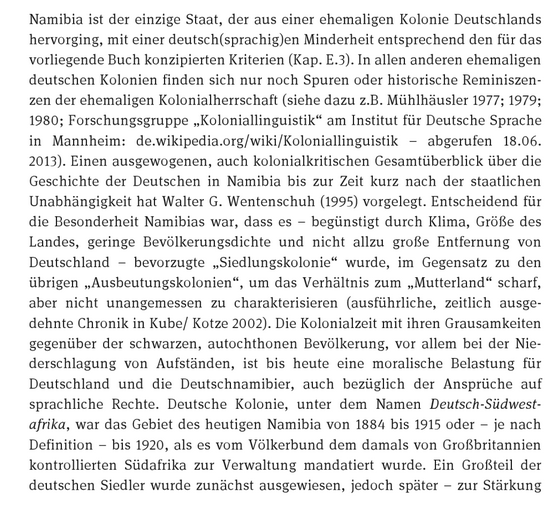 Namibia ist der einzige Staat, der aus einer ehemaligen Kolonie Deutschlands
hervorging, mit einer deutsch(sprachig)en Minderheit entsprechend den für das
vorliegende Buch konzipierten Kriterien (Kap. E.3). In allen anderen ehemaligen
deutschen Kolonien finden sich nur noch Spuren oder historische Reminiszen-
zen der ehemaligen Kolonialherrschaft (siehe dazu z.B. Mühlhäusler 1977; 1979;
1980; Forschungsgruppe „Koloniallinguistik“ am Institut für Deutsche Sprache
in Mannheim: de.wikipedia.org/wiki/Koloniallinguistik – abgerufen 18.06.
2013). Einen ausgewogenen, auch kolonialkritischen Gesamtüberblick über die
Geschichte der Deutschen in Namibia bis zur Zeit kurz nach der staatlichen
Unabhängigkeit hat Walter G. Wentenschuh (1995) vorgelegt. Entscheidend für
die Besonderheit Namibias war, dass es – begünstigt durch Klima, Größe des
Landes, geringe Bevölkerungsdichte und nicht allzu große Entfernung von
Deutschland – bevorzugte „Siedlungskolonie“ wurde, im Gegensatz zu den
übrigen „Ausbeutungskolonien“, um das Verhältnis zum „Mutterland“ scharf,
aber nicht unangemessen zu charakterisieren (ausführliche, zeitlich ausge-
dehnte Chronik in Kube/ Kotze 2002). Die Kolonialzeit mit ihren Grausamkeiten
gegenüber der schwarzen, autochthonen Bevölkerung, vor allem bei der Nie-
derschlagung von Aufständen, ist bis heute eine moralische Belastung für
Deutschland und die Deutschnamibier, auch bezüglich der Ansprüche auf
sprachliche Rechte. Deutsche Kolonie, unter dem Namen Deutsch-Südwest-
afrika, war das Gebiet des heutigen Namibia von 1884 bis 1915 oder – je nach
Definition – bis 1920, als es vom Völkerbund dem damals von Großbritannien
kontrollierten Südafrika zur Verwaltung mandatiert wurde. Ein Großteil der
deutschen Siedler wurde zunächst ausgewiesen, jedoch später – zur Stärkung